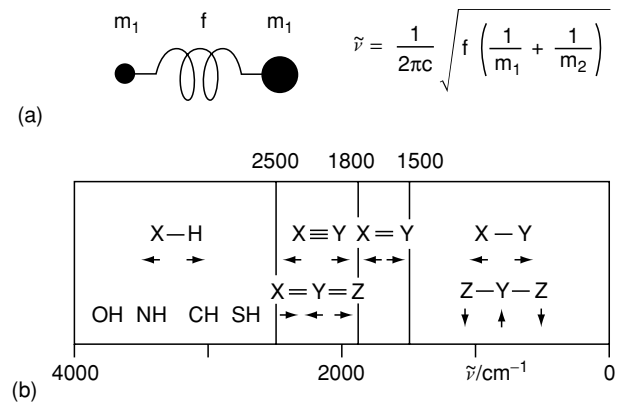 m₁ f m₁
ν̃ = 1/2πc √f (1/m₁ + 1/m₂)
(a)
2500 1800 1500
X—H X≡Y X=Y X—Y
X=Y=Z Z—Y—Z
OH NH CH SH
4000 2000 ν̃/cm⁻¹ 0
(b)